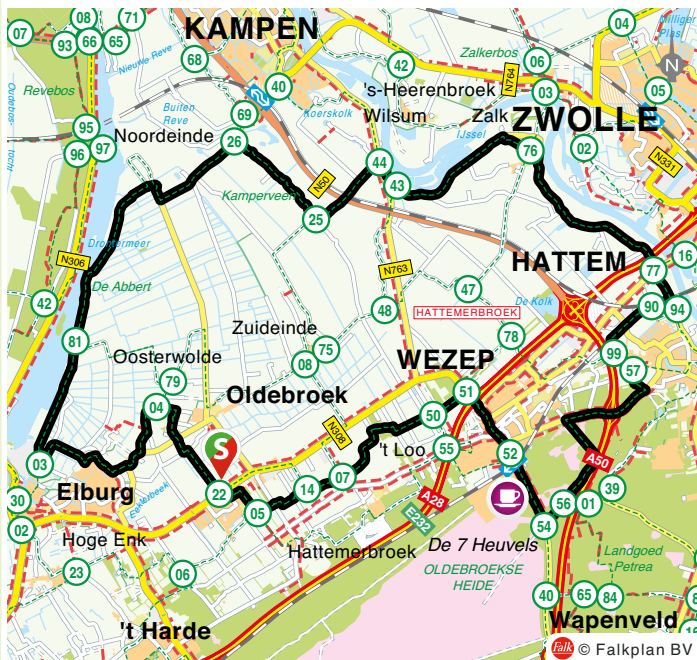 07
08
71
93
66
65
Nieuwe Reve
68
KAMPEN
40
42
Zalkerbos
N764
06
04
Milliger Plas
N
Revebos
Buiten Reve
69
Koerskolk
's-Heerenbroek
03
05
95
96
97
Noordeinde
26
Wilsum
Zalk
IJssel
ZWOLLE
76
02
N331
44
43
N50
Kamperveen
25
Drontermeer
N306
De Abbert
N763
HATTEM
77
16
42
47
De Kolk
90
94
48
HATTEMERBROEK
81
Zuideinde
75
08
78
99
57
Oosterwolde
79
WEZEP
04
Oldebroek
51
50
N308
S
't Loo
55
52
A50
03
Elburg
Eekterbeek
22
14
07
05
A28
E232
39
56
01
30
02
54
Hoge Enk
Hattemerbroek
De 7 Heuvels
OLDEBROEKSE
HEIDE
Landgoed
Petrea
23
06
40
65
84
't Harde
Wapenveld
Falk © Falkplan BV